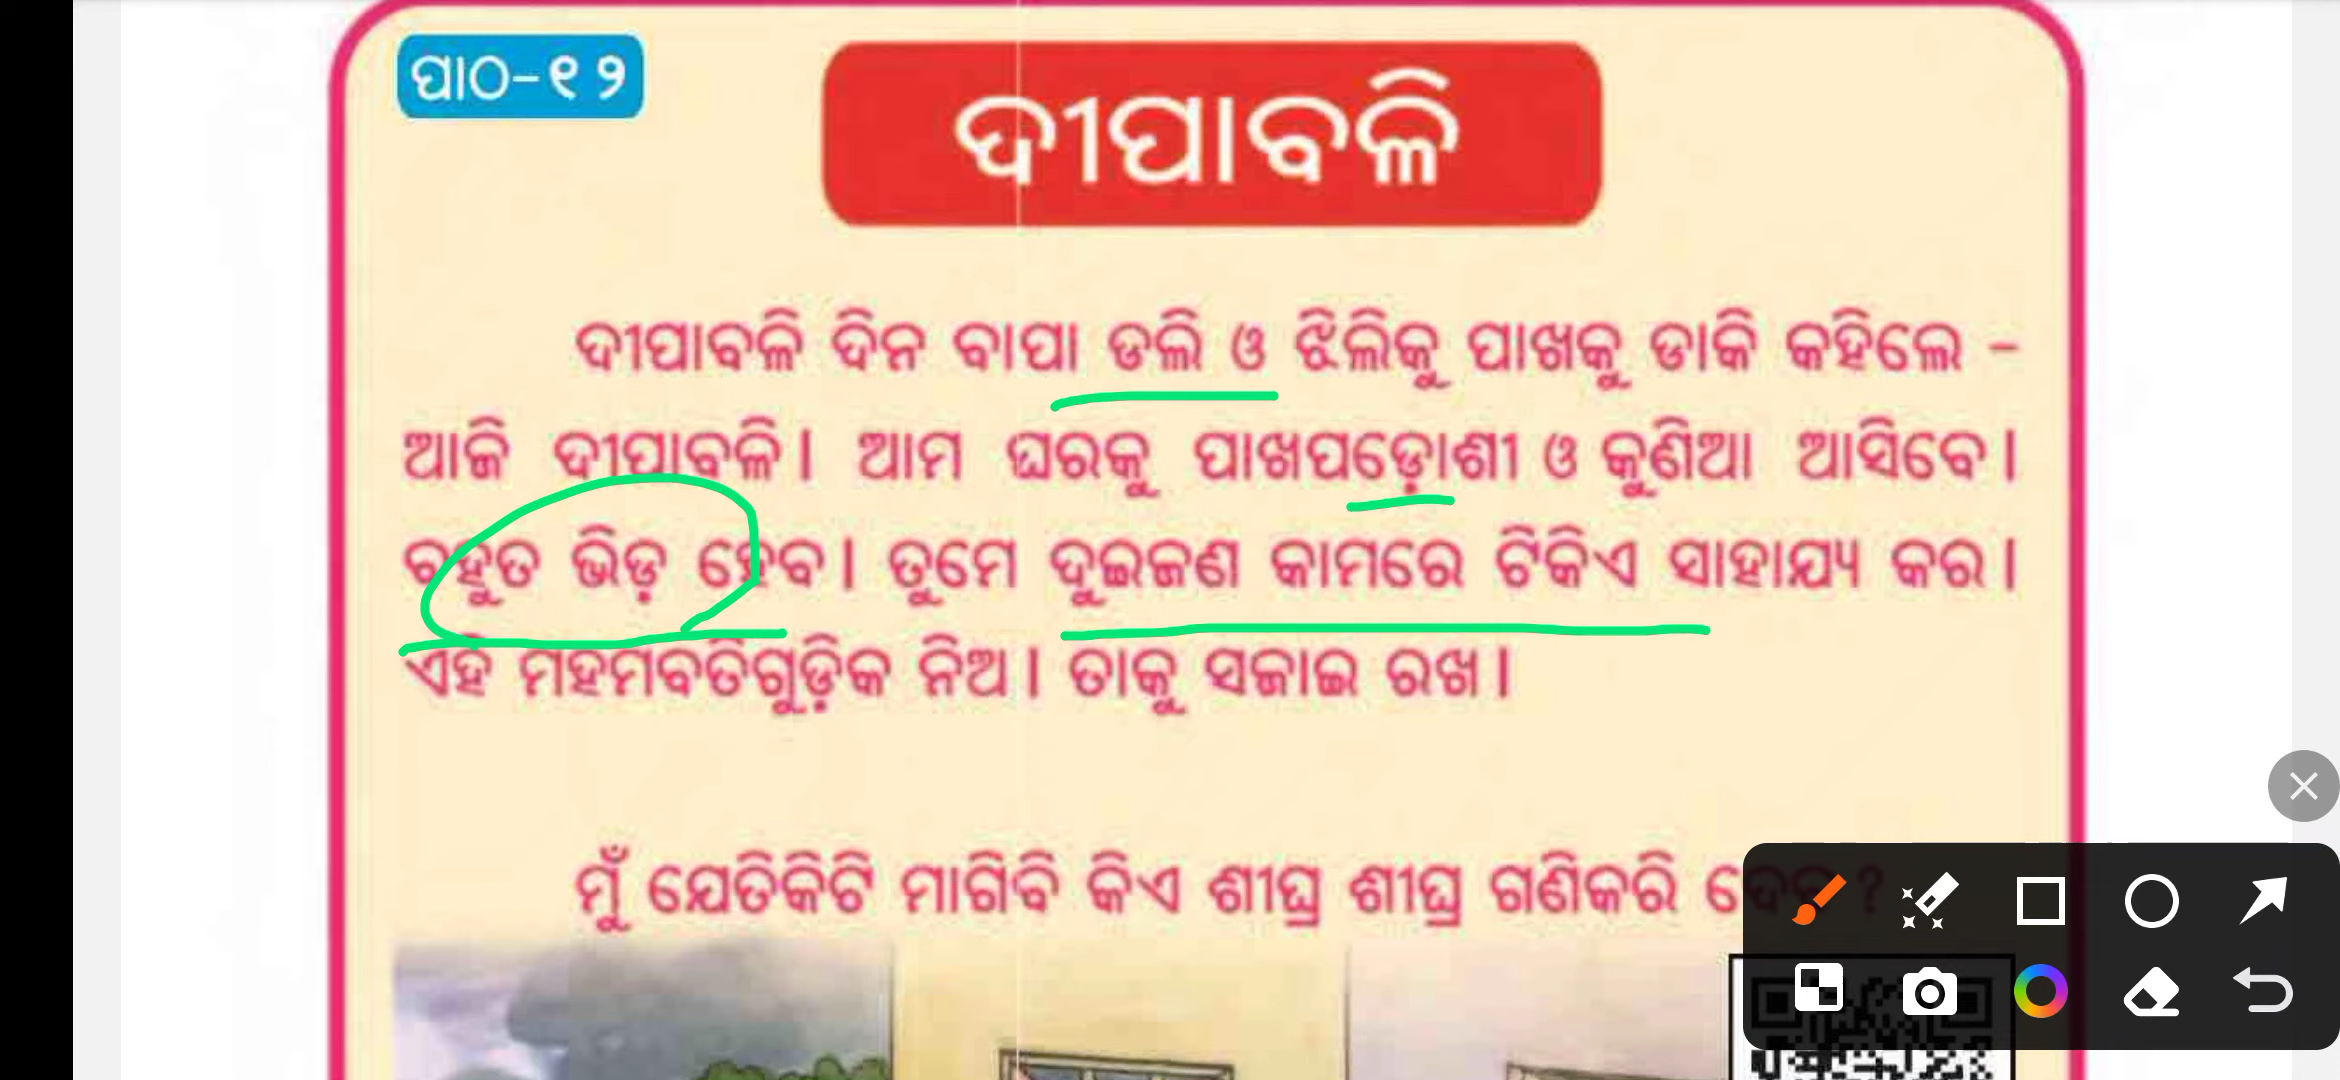 ପାଠ-୧୨
ଦୀପାବଳି
ଦୀପାବଳି ଦିନ ବାପା ଡଲି ଓ ଝିଲିକୁ ପାଖକୁ ଡାକି କହିଲେ –
ଆଜି ଦୀପାବଳି। ଆମ ଘରକୁ ପାଖପଡ଼ୋଶୀ ଓ କୁଣିଆ ଆସିବେ।
ବହୁତ ଭିଡ଼ ହେବ। ତୁମେ ଦୁଇଜଣ କାମରେ ଟିକିଏ ସାହାଯ୍ୟ କର।
ଏହି ମହମବତିଗୁଡ଼ିକ ନିଅ। ତାକୁ ସଜାଇ ରଖ।
ମୁଁ ଯେତିକିଟି ମାଗିବି କିଏ ଶୀଘ୍ର ଶୀଘ୍ର ଗଣିକରି ଦେବ ?